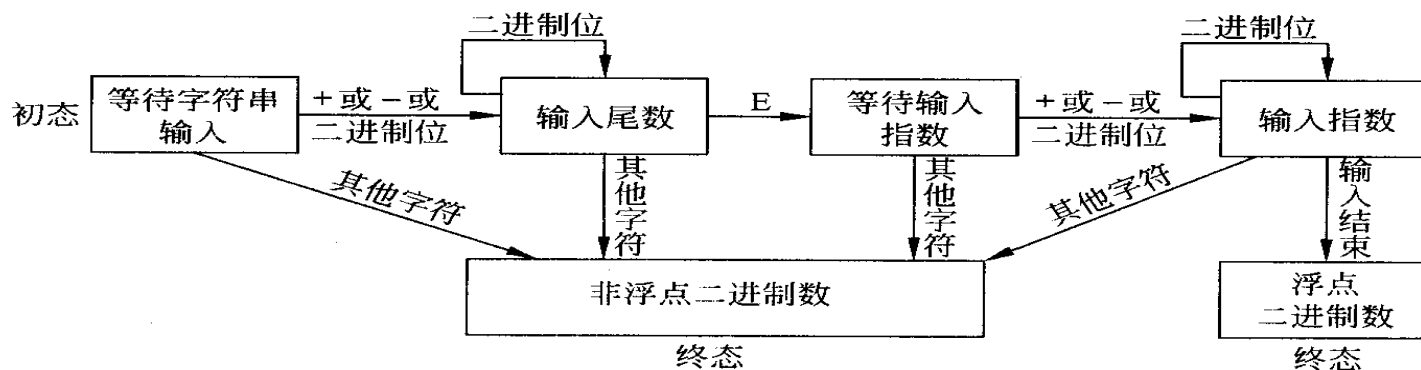 二进制位
二进制位
初态
等待字符串
输入
+或-或
二进制位
输入尾数
E
等待输入
指数
+或-或
二进制位
输入指数
其他字符
其他字符
其他字符
其他字符
输入结束
非浮点二进制数
浮点
二进制数
终态
终态